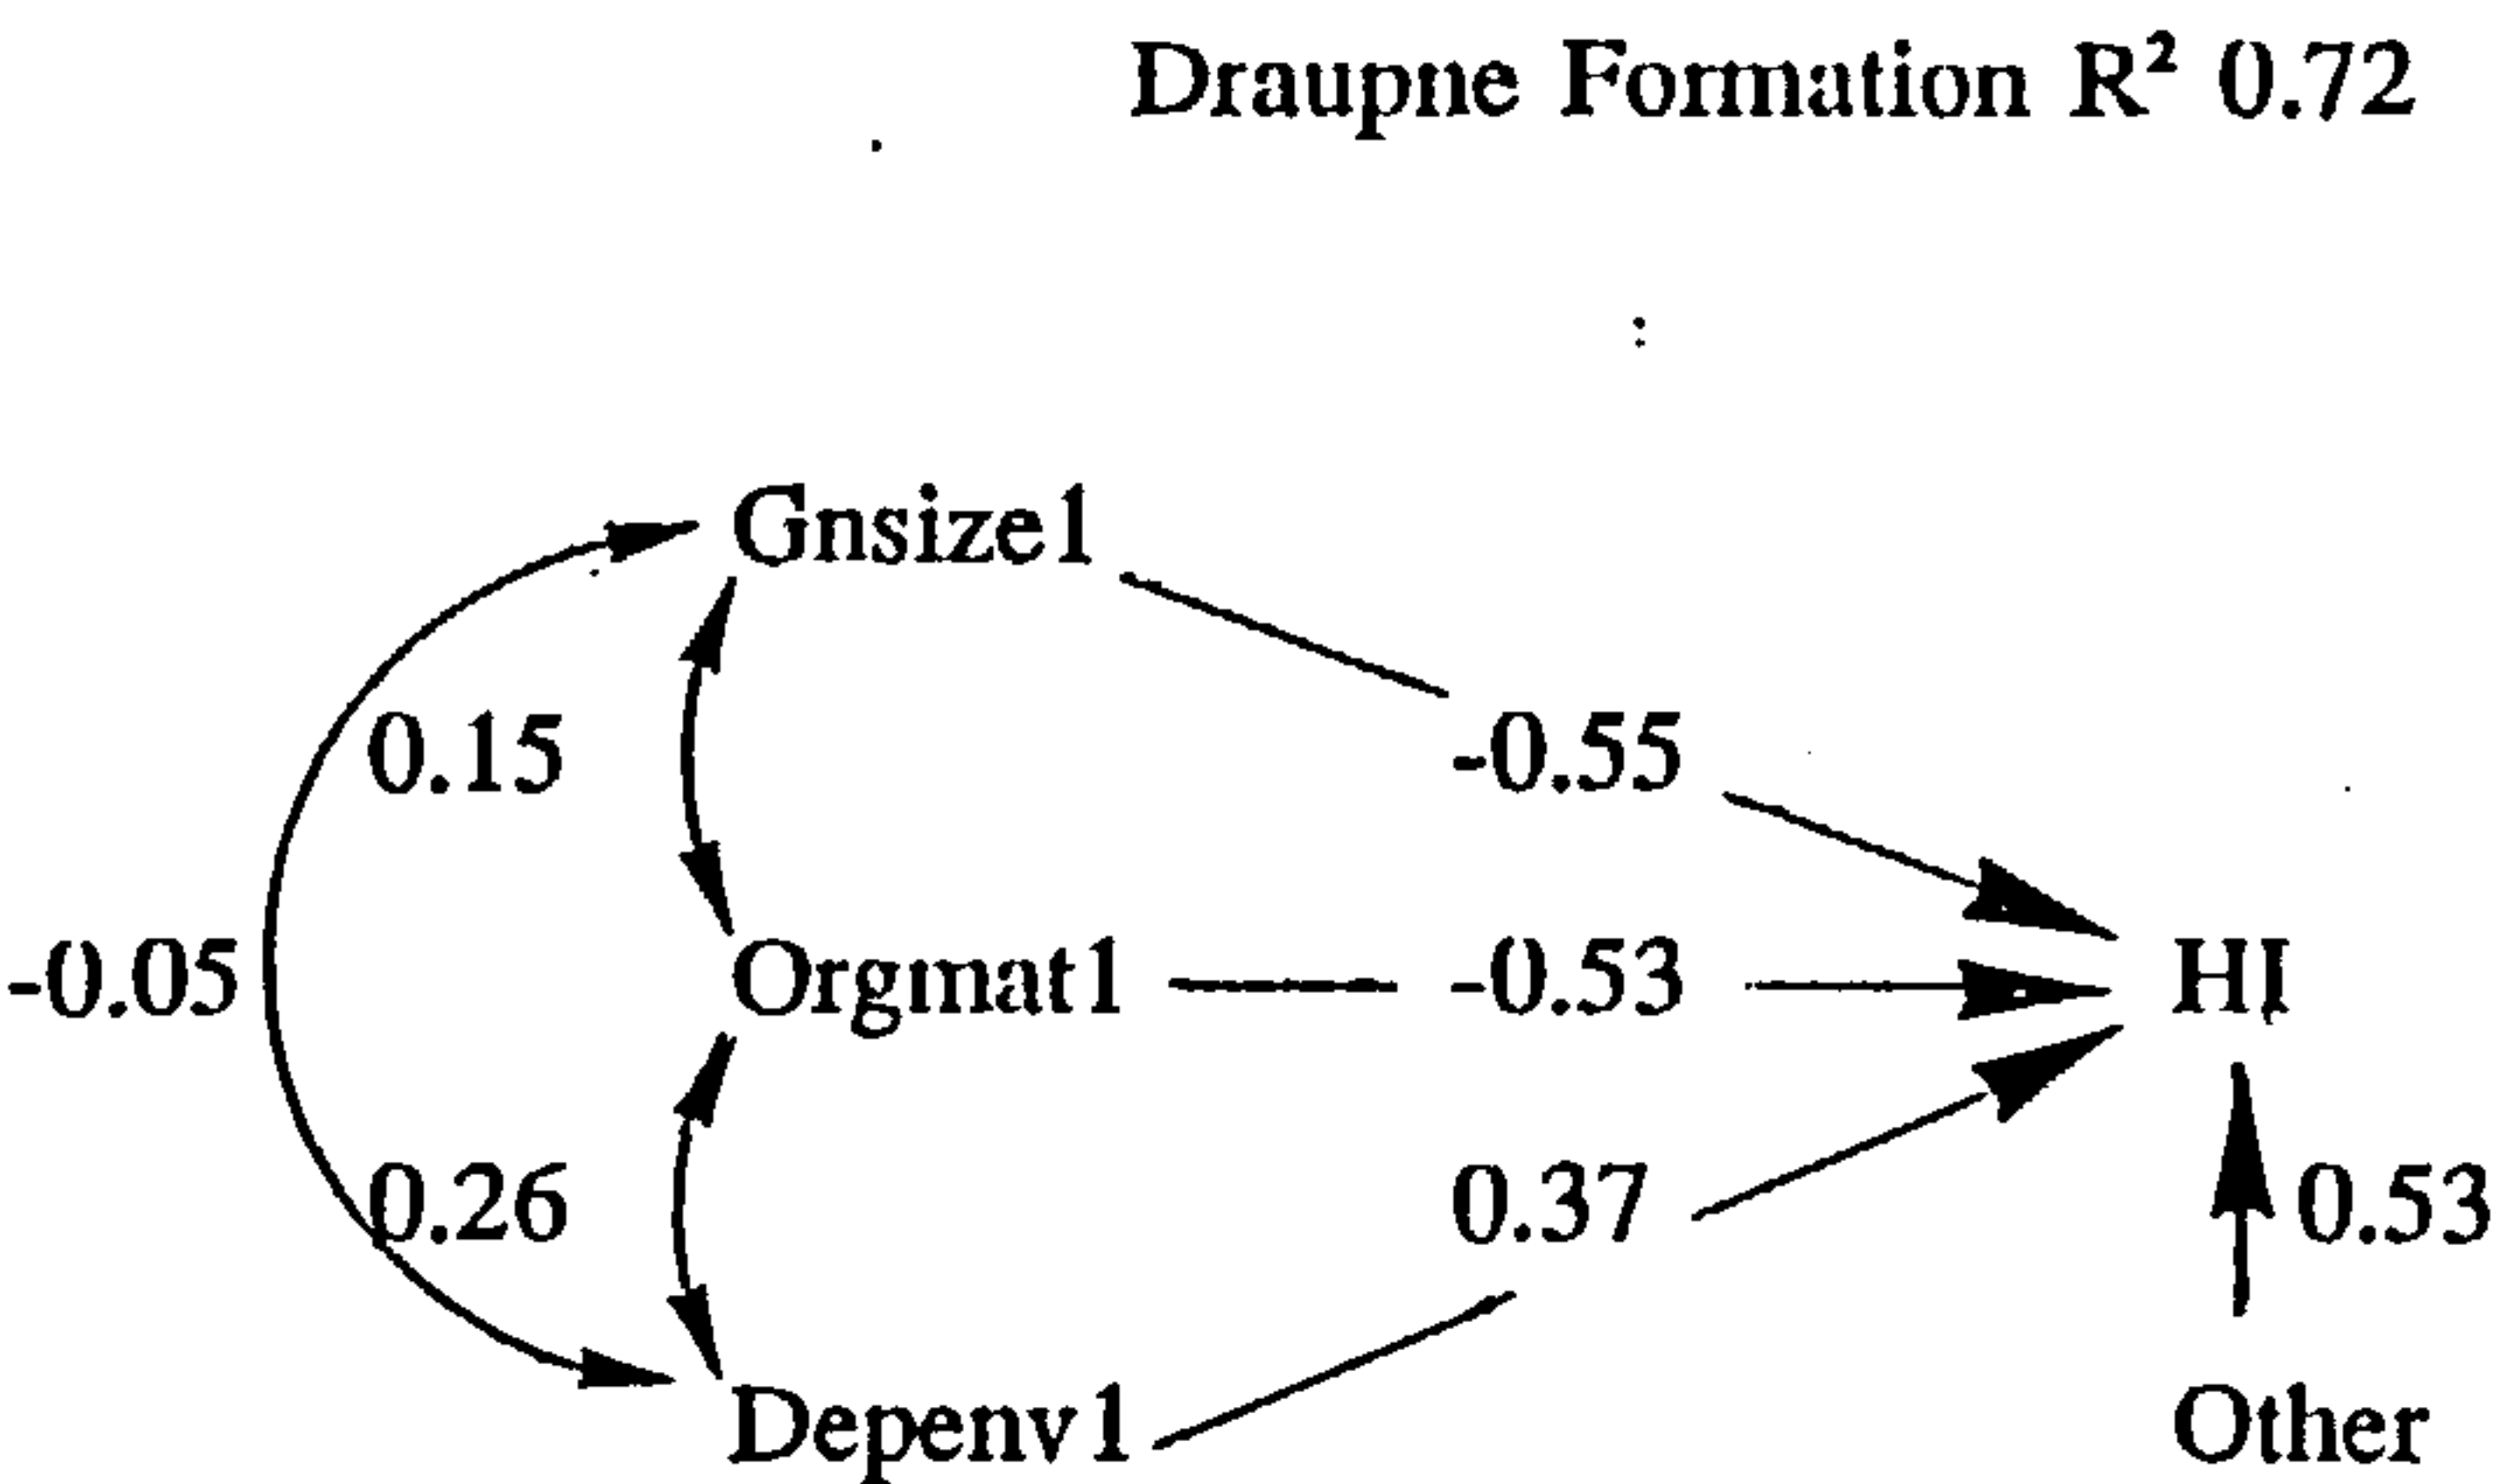 Draupne Formation R² 0.72
Gnsize1
0.15 -0.55
-0.05 Orgmat1 -0.53 HI
0.26 0.37 0.53
Depenv1 Other